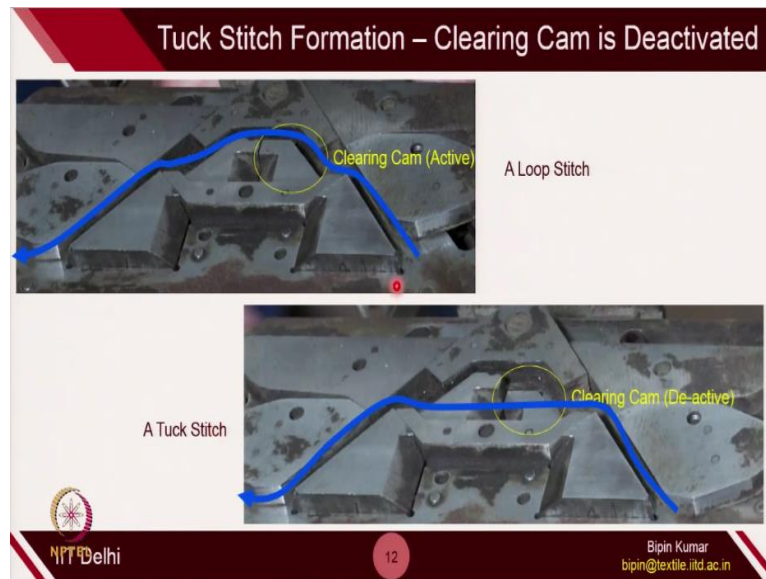 Tuck Stitch Formation – Clearing Cam is Deactivated
Clearing Cam (Active)
A Loop Stitch
Clearing Cam (De-active)
A Tuck Stitch
NPTEL
IIT Delhi
12
Bipin Kumar
bipin@textile.iitd.ac.in